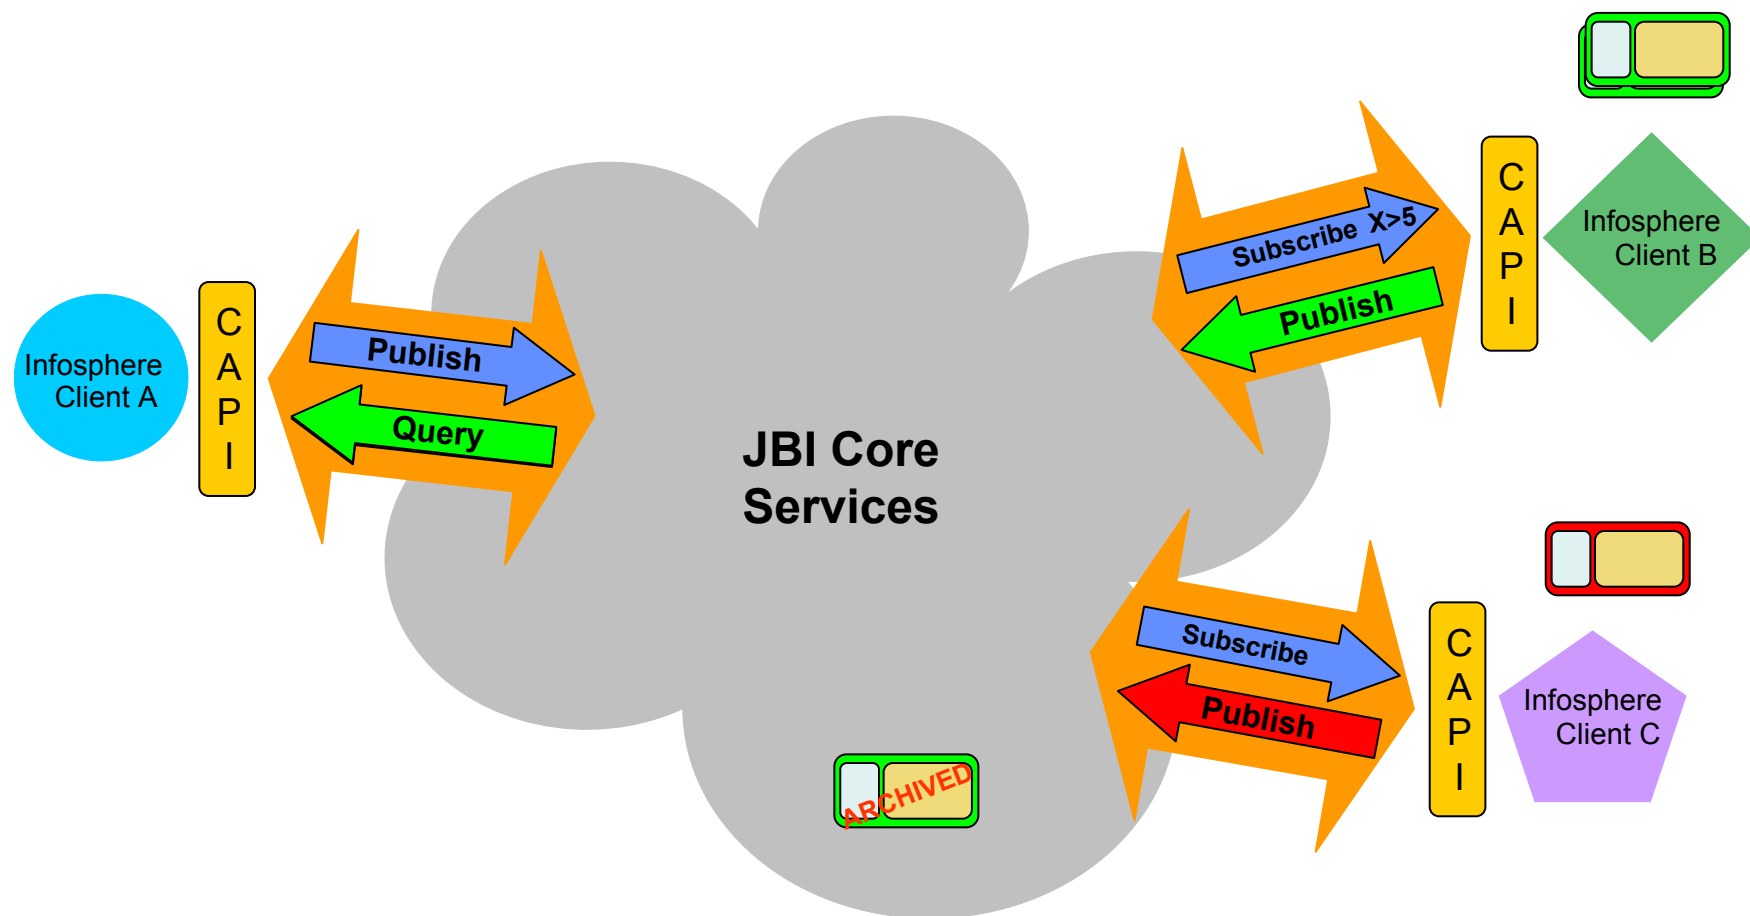 Infosphere
Client A
C
A
P
I
Publish
Query
JBI Core
Services
Subscribe X>5
Publish
C
A
P
I
Infosphere
Client B
Subscribe
Publish
C
A
P
I
Infosphere
Client C
ARCHIVED